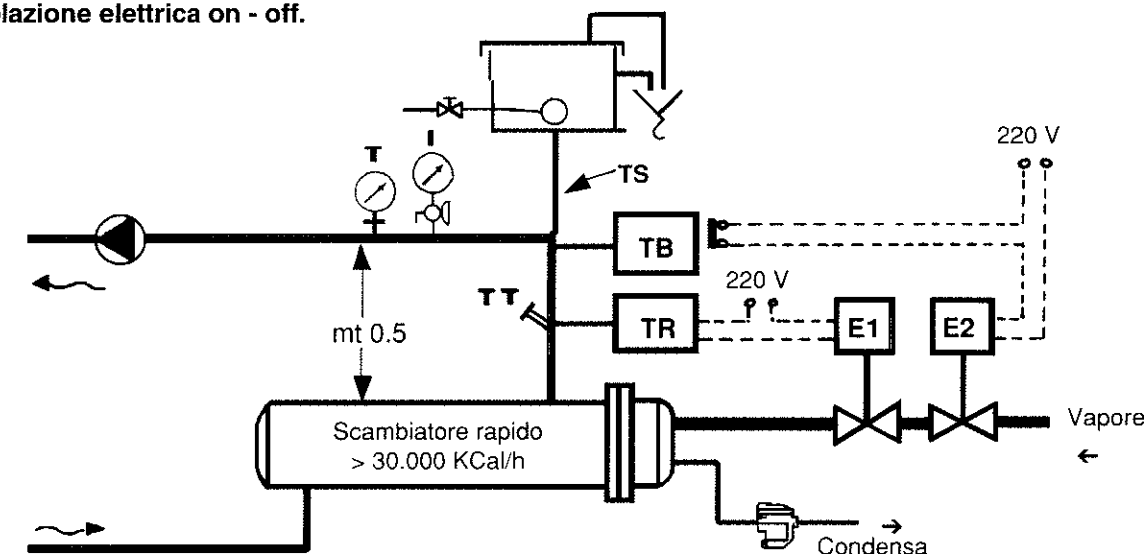 lazione elettrica on - off.
220 V
T
I
TS
TB
220 V
TT
TR
E1
E2
mt 0.5
Scambiatore rapido
> 30.000 KCal/h
Vapore
Condensa